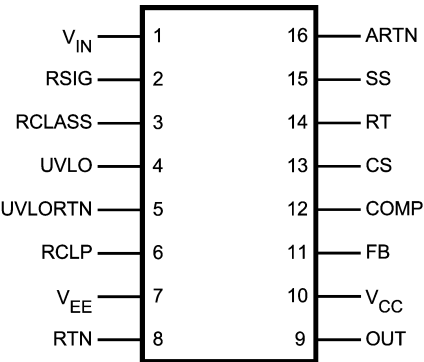 VIN 1 16 ARTN
RSIG 2 15 SS
RCLASS 3 14 RT
UVLO 4 13 CS
UVLORTN 5 12 COMP
RCLP 6 11 FB
VEE 7 10 VCC
RTN 8 9 OUT